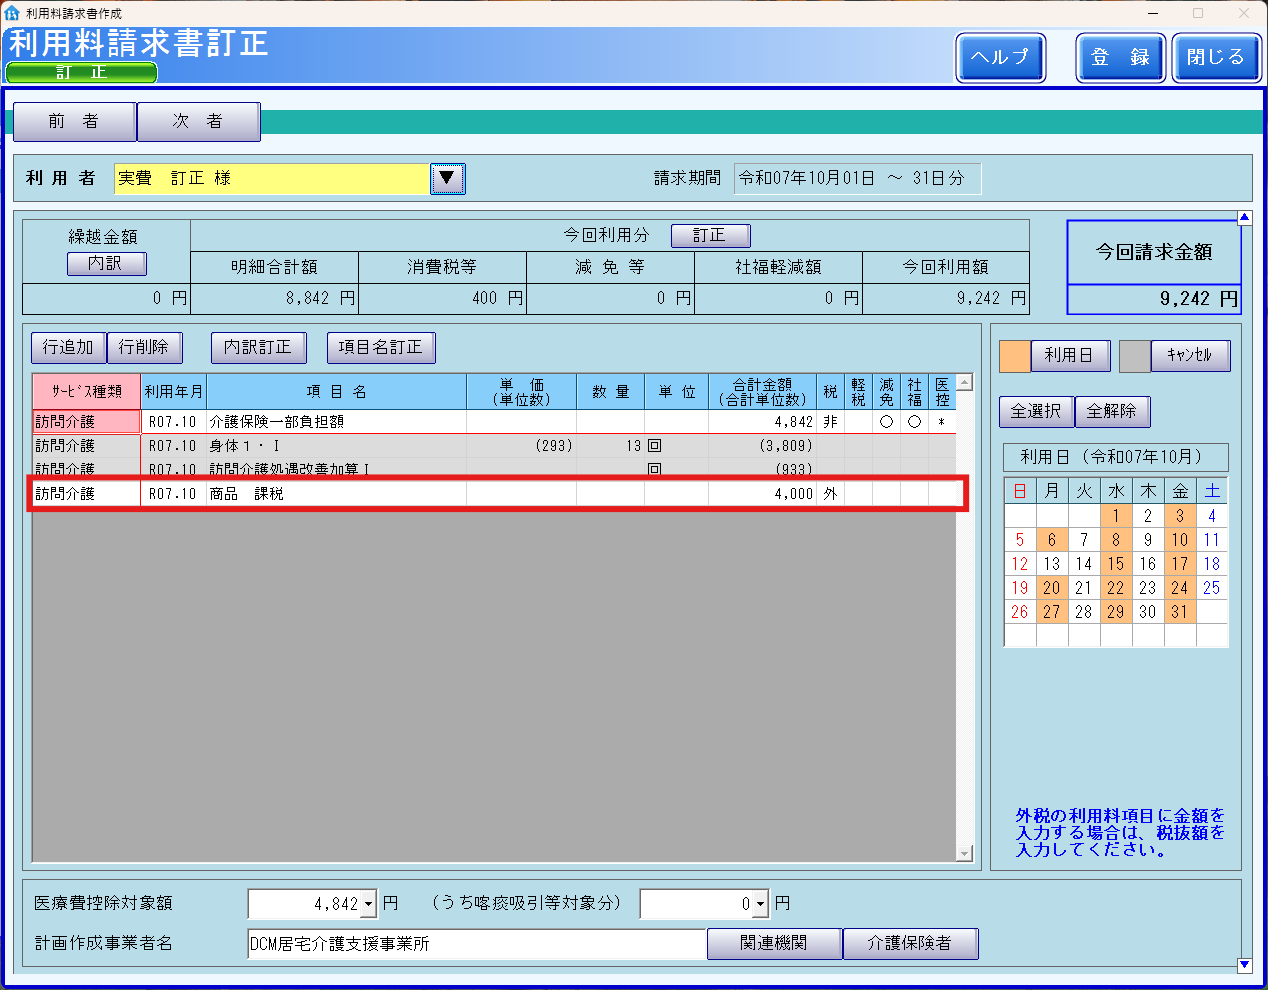 利用料請求書作成
利用料請求書訂正
訂 正
ヘルプ
登 録
閉じる
前 者
次 者
利 用 者
実費 訂正 様
▼
請求期間
令和07年10月01日 ～ 31日分
繰越金額
内訳
今回利用分
訂正
今回請求金額
明細合計額
消費税等
減 免 等
社福軽減額
今回利用額
0 円
8,842 円
400 円
0 円
0 円
9,242 円
9,242 円
行追加
行削除
内訳訂正
項目名訂正
ｻｰﾋﾞｽ種類 利用年月 項 目 名 単 価(単位数) 数 量 単 位 合計金額(合計単位数) 税 軽税 減免 社福 医控
訪問介護 R07.10 介護保険一部負担額 4,842 非 ○ ○ *
訪問介護 R07.10 身体１・Ⅰ (293) 13 回 (3,809)
訪問介護 R07.10 訪問介護処遇改善加算Ⅰ 回 (933)
訪問介護 R07.10 商品 課税 4,000 外
利用日
ｷｬﾝｾﾙ
全選択
全解除
利用日（令和07年10月）
日 月 火 水 木 金 土
1 2 3 4
5 6 7 8 9 10 11
12 13 14 15 16 17 18
19 20 21 22 23 24 25
26 27 28 29 30 31
外税の利用料項目に金額を
入力する場合は、税抜額を
入力してください。
医療費控除対象額
4,842 円
（うち喀痰吸引等対象分）
0 円
計画作成事業者名
DCM居宅介護支援事業所
関連機関
介護保険者